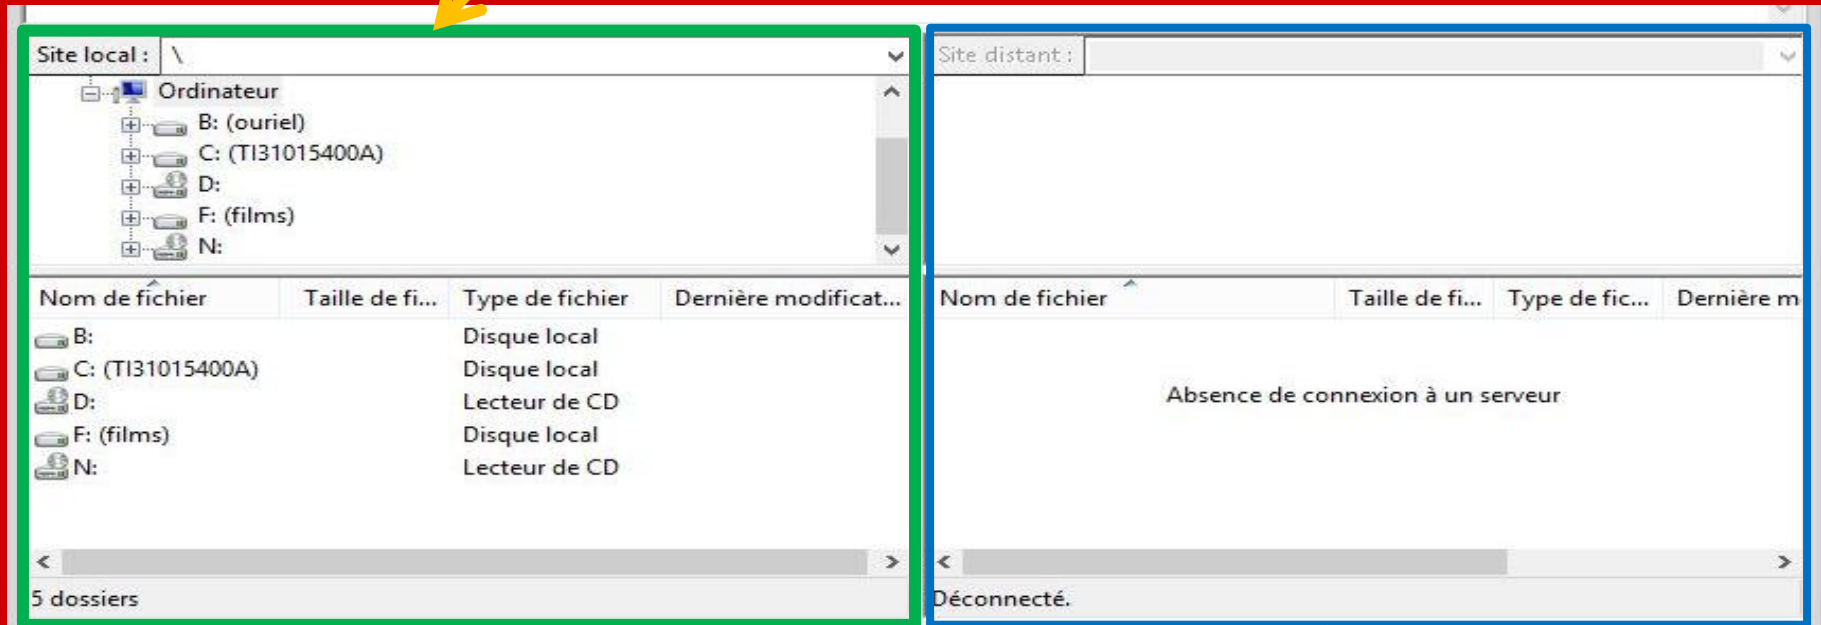 Site local : \
Ordinateur
B: (ouriel)
C: (TI31015400A)
D:
F: (films)
N:
Nom de fichier Taille de fi... Type de fichier Dernière modificat...
B: Disque local
C: (TI31015400A) Disque local
D: Lecteur de CD
F: (films) Disque local
N: Lecteur de CD
5 dossiers
Site distant :
Nom de fichier Taille de fi... Type de fic... Dernière m
Absence de connexion à un serveur
Déconnecté.